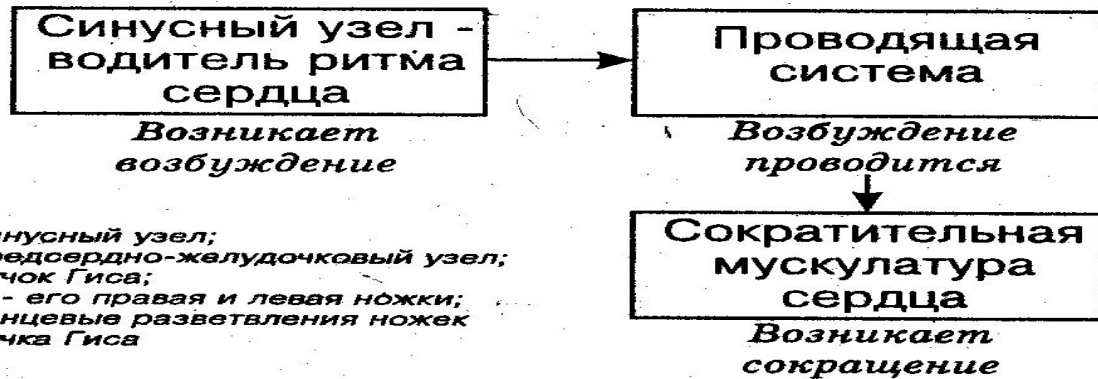 Синусный узел -
водитель ритма
сердца
Возникает
возбуждение
Проводящая
система
Возбуждение
проводится
Сократительная
мускулатура
сердца
Возникает
сокращение
инусный узел;
редсердно-желудочковый узел;
чок Гиса;
- его правая и левая ножки;
нцевые разветвления ножек
чка Гиса